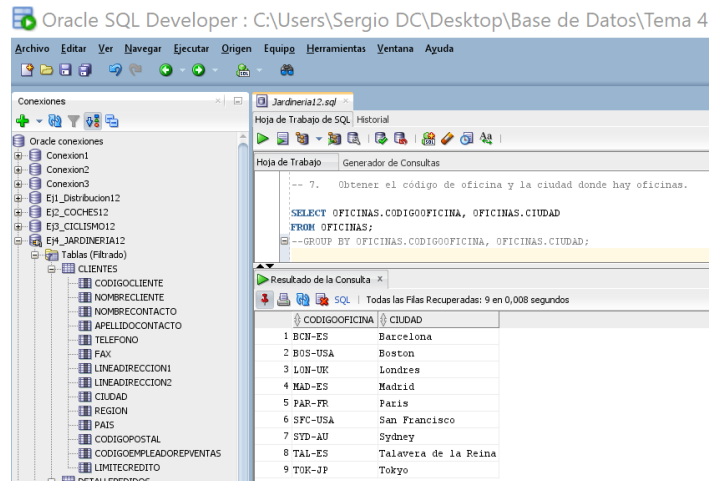 Oracle SQL Developer : C:\Users\Sergio DC\Desktop\Base de Datos\Tema 4
Archivo Editar Ver Navegar Ejecutar Origen Equipo Herramientas Ventana Ayuda
Conexiones
Oracle conexiones
Conexion1
Conexion2
Conexion3
Ej1_Distribucion12
Ej2_COCHES12
Ej3_CICLISMO12
Ej4_JARDINERIA12
Tablas (Filtrado)
CLIENTES
CODIGOCLIENTE
NOMBRECLIENTE
NOMBRECONTACTO
APELLIDOCONTACTO
TELEFONO
FAX
LINEADIRECCION1
LINEADIRECCION2
CIUDAD
REGION
PAIS
CODIGOPOSTAL
CODIGOEMPLEADOREPVENTAS
LIMITECREDITO
DETALLEPEDIDOS
Jardineria12.sql
Hoja de Trabajo de SQL Historial
Hoja de Trabajo Generador de Consultas
-- 7. Obtener el código de oficina y la ciudad donde hay oficinas.
SELECT OFICINAS.CODIGOOFICINA, OFICINAS.CIUDAD
FROM OFICINAS;
--GROUP BY OFICINAS.CODIGOOFICINA, OFICINAS.CIUDAD;
Resultado de la Consulta
SQL | Todas las Filas Recuperadas: 9 en 0,008 segundos
CODIGOOFICINA CIUDAD
1 BCN-ES Barcelona
2 BOS-USA Boston
3 LON-UK Londres
4 MAD-ES Madrid
5 PAR-FR Paris
6 SFC-USA San Francisco
7 SYD-AU Sydney
8 TAL-ES Talavera de la Reina
9 TOK-JP Tokyo